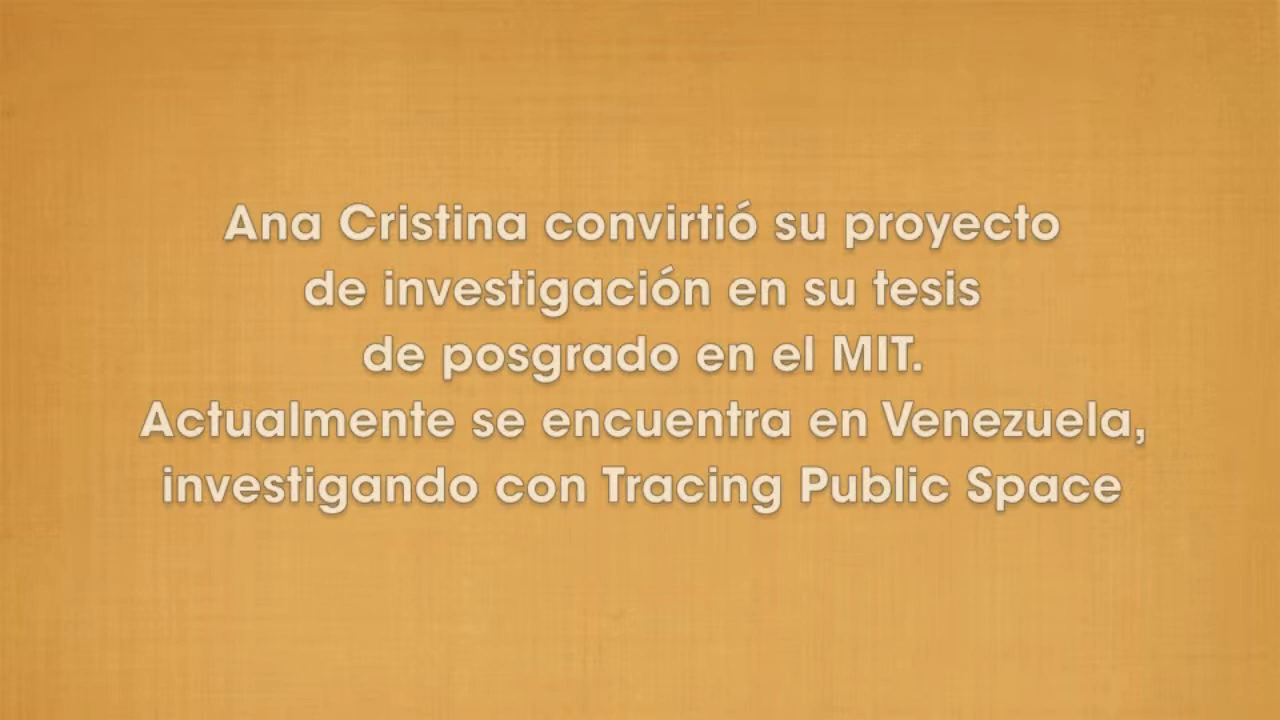 Ana Cristina convirtió su proyecto
de investigación en su tesis
de posgrado en el MIT.
Actualmente se encuentra en Venezuela,
investigando con Tracing Public Space